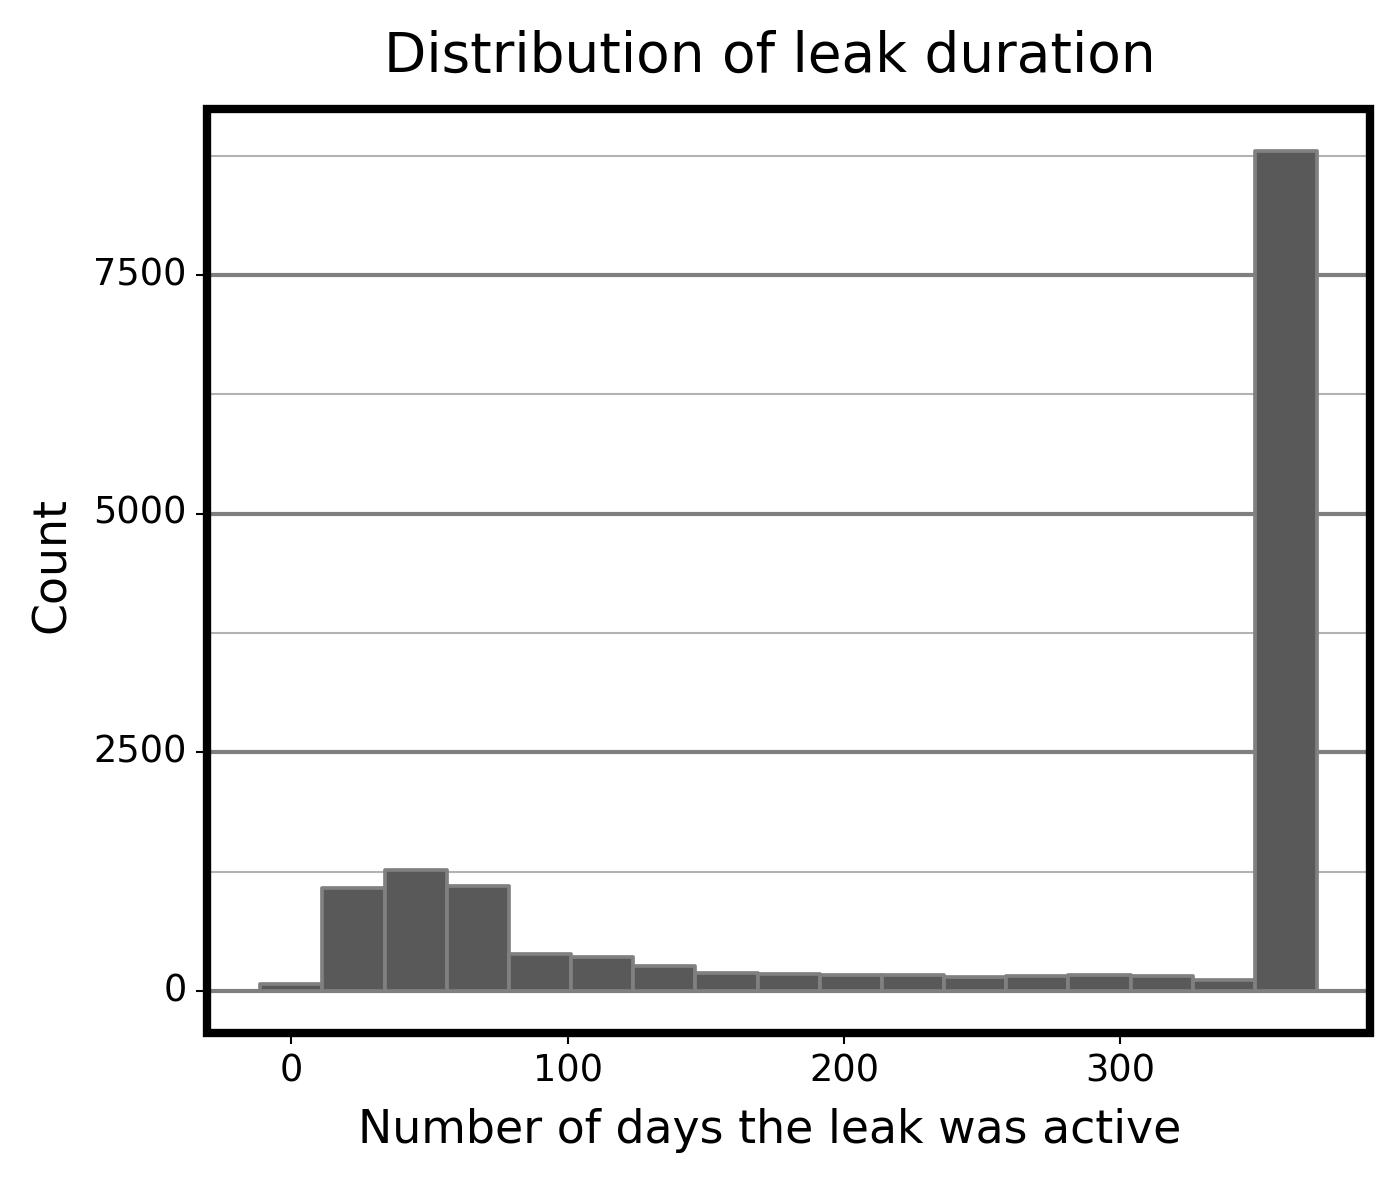 Distribution of leak duration
7500
5000
2500
0
Count
0 100 200 300
Number of days the leak was active